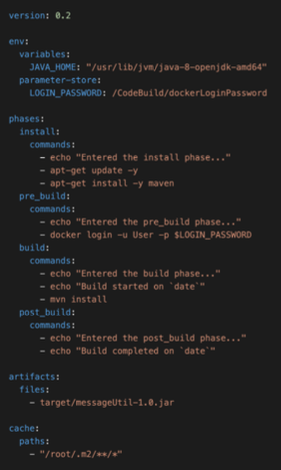 version: 0.2
env:
variables:
JAVA_HOME: "/usr/lib/jvm/java-8-openjdk-amd64"
parameter-store:
LOGIN_PASSWORD: /CodeBuild/dockerLoginPassword
phases:
install:
commands:
- echo "Entered the install phase..."
- apt-get update -y
- apt-get install -y maven
pre_build:
commands:
- echo "Entered the pre_build phase..."
- docker login -u User -p $LOGIN_PASSWORD
build:
commands:
- echo "Entered the build phase..."
- echo "Build started on `date`"
- mvn install
post_build:
commands:
- echo "Entered the post_build phase..."
- echo "Build completed on `date`"
artifacts:
files:
- target/messageUtil-1.0.jar
cache:
paths:
- "/root/.m2/**/*"